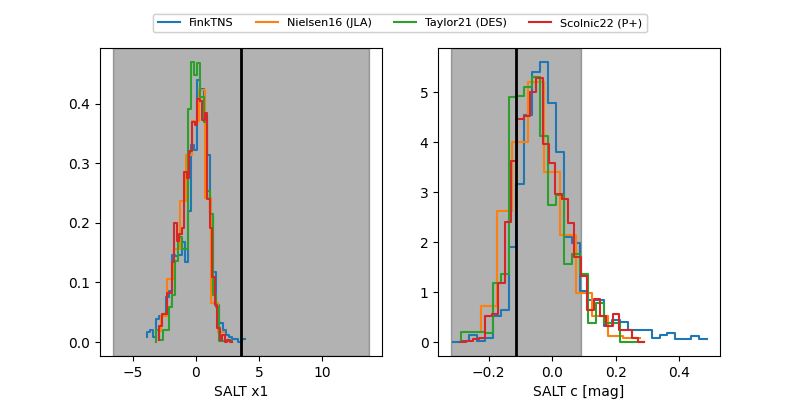 FinkTNS Nielsen16 (JLA) Taylor21 (DES) Scolnic22 (P+)
0.4
0.3
0.2
0.1
0.0
−5 0 5 10
SALT x1
5
4
3
2
1
0
−0.2 0.0 0.2 0.4
SALT c [mag]